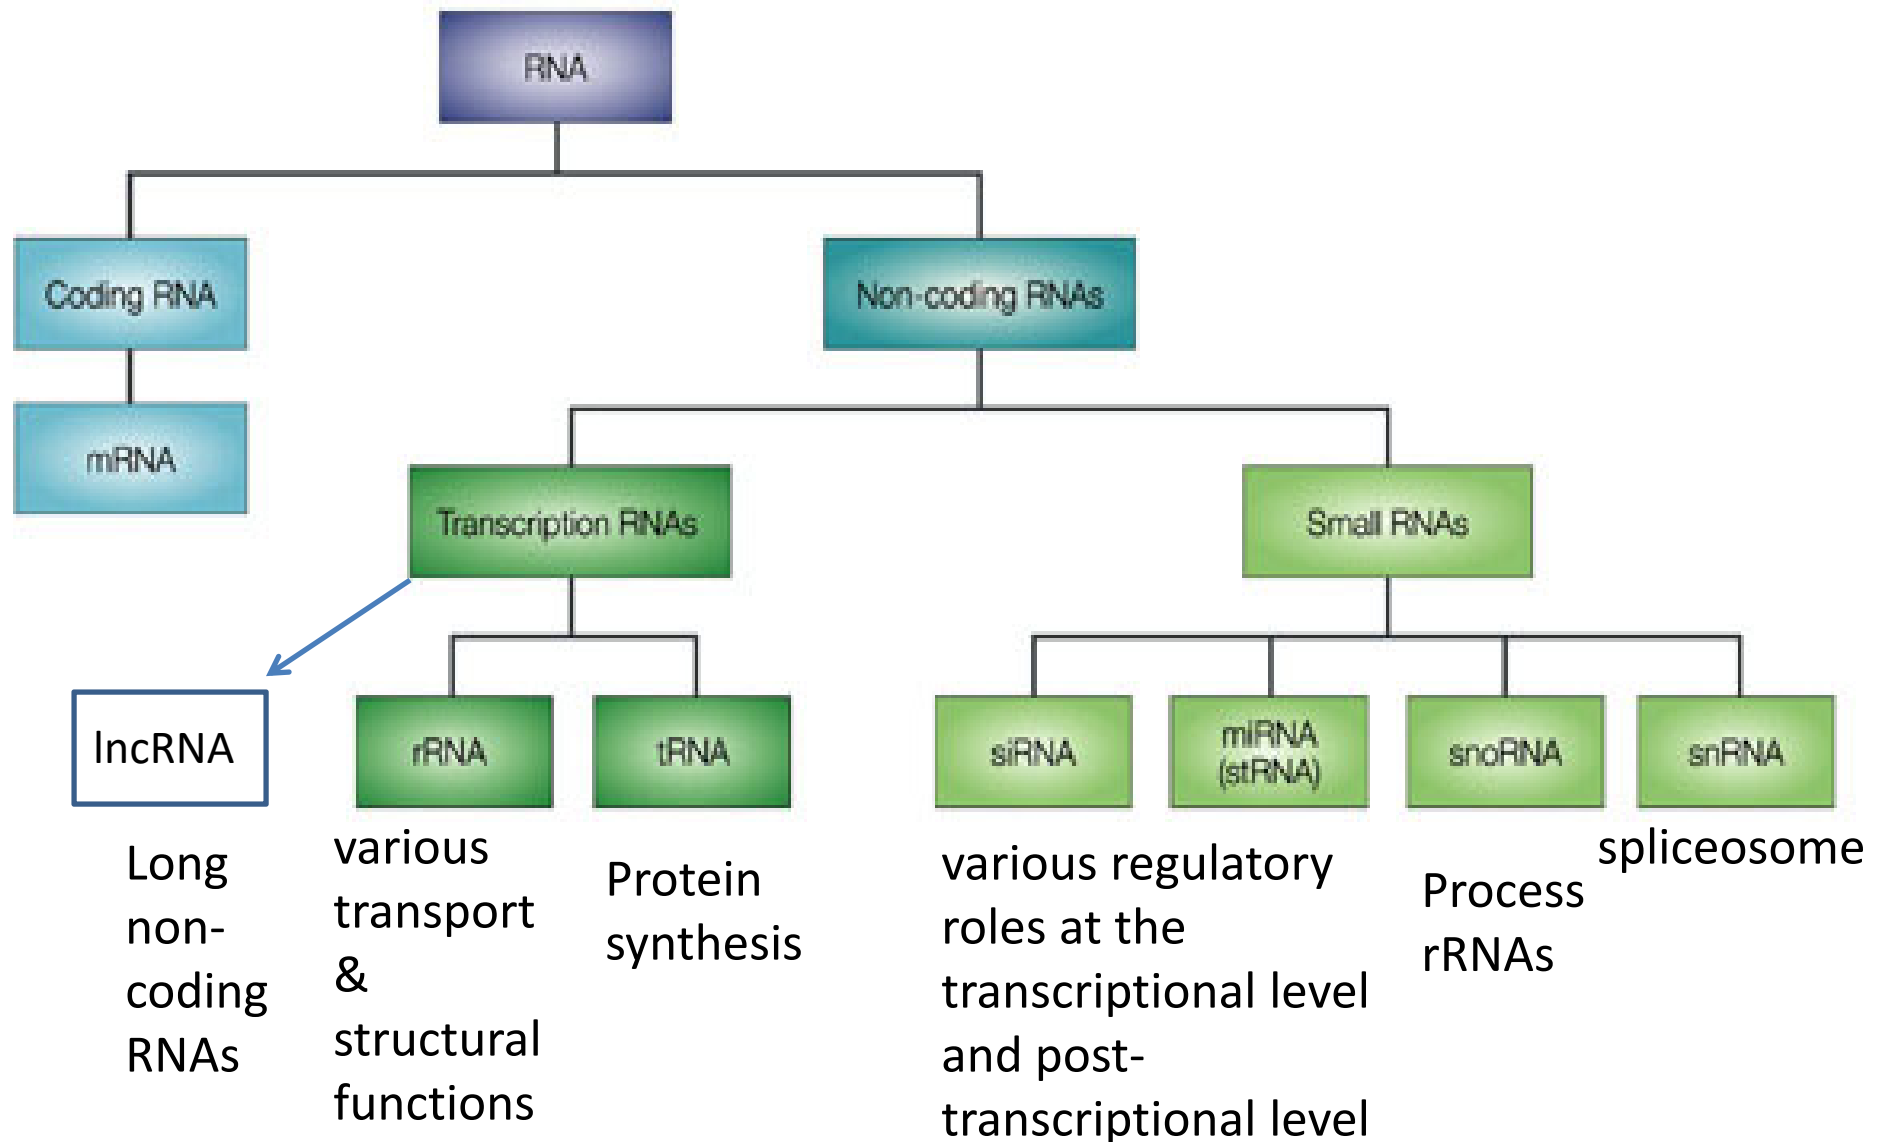 RNA
Coding RNA
Non-coding RNAs
mRNA
Transcription RNAs
Small RNAs
lncRNA
rRNA
tRNA
siRNA
miRNA
(stRNA)
snoRNA
snRNA
Long
non-
coding
RNAs
various
transport
&
structural
functions
Protein
synthesis
various regulatory
roles at the
transcriptional level
and post-
transcriptional level
Process
rRNAs
spliceosome